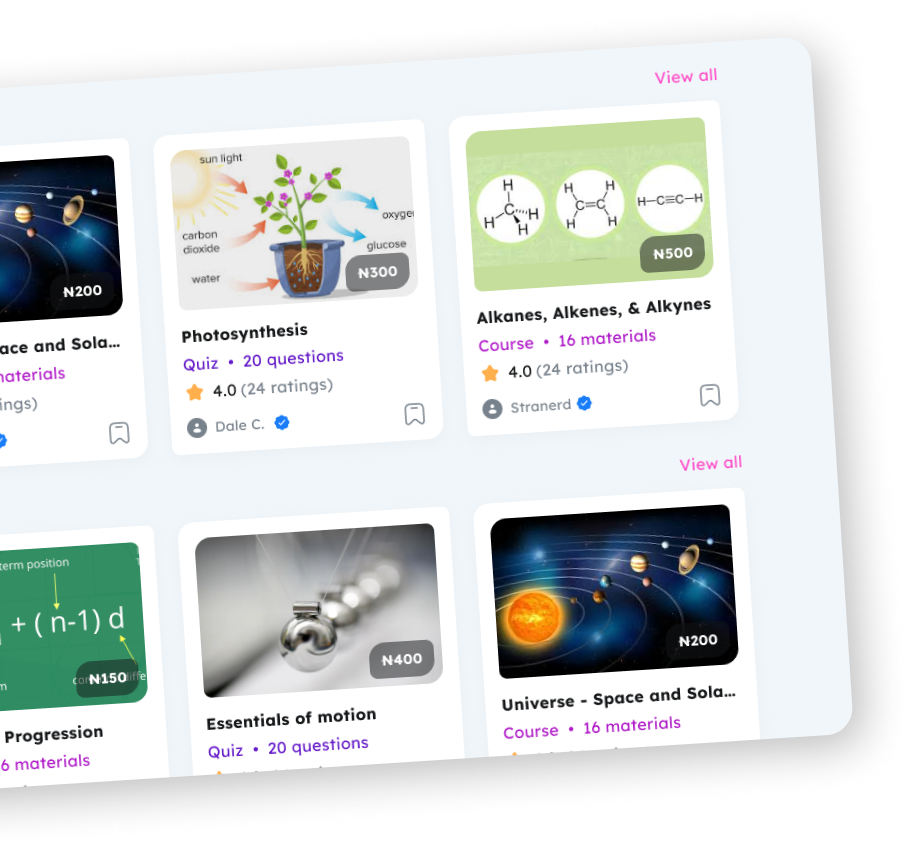 View all
₦200
ace and Sola...
aterials
ings)
sun light
carbon
dioxide
water
oxyge
glucose
₦300
Photosynthesis
Quiz • 20 questions
4.0 (24 ratings)
Dale C.
H
C
H
H
H
H
H
C=C
H
H
H-C≡C-H
₦500
Alkanes, Alkenes, & Alkynes
Course • 16 materials
4.0 (24 ratings)
Stranerd
View all
term position
+ ( n-1) d
₦150
Progression
6 materials
₦400
Essentials of motion
Quiz • 20 questions
₦200
Universe - Space and Sola...
Course • 16 materials